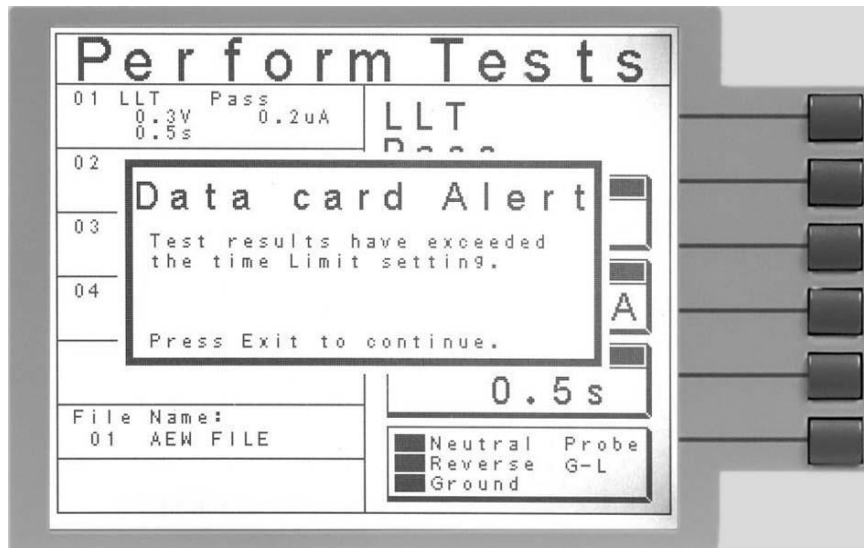 Perform Tests
01 LLT Pass
0.3V 0.2uA
0.5s
02
03
04
File Name:
01 AEW FILE
LLT
Pass
Data card Alert
Test results have exceeded
the time Limit setting.
Press Exit to continue.
A
0.5s
Neutral Probe
Reverse G-L
Ground